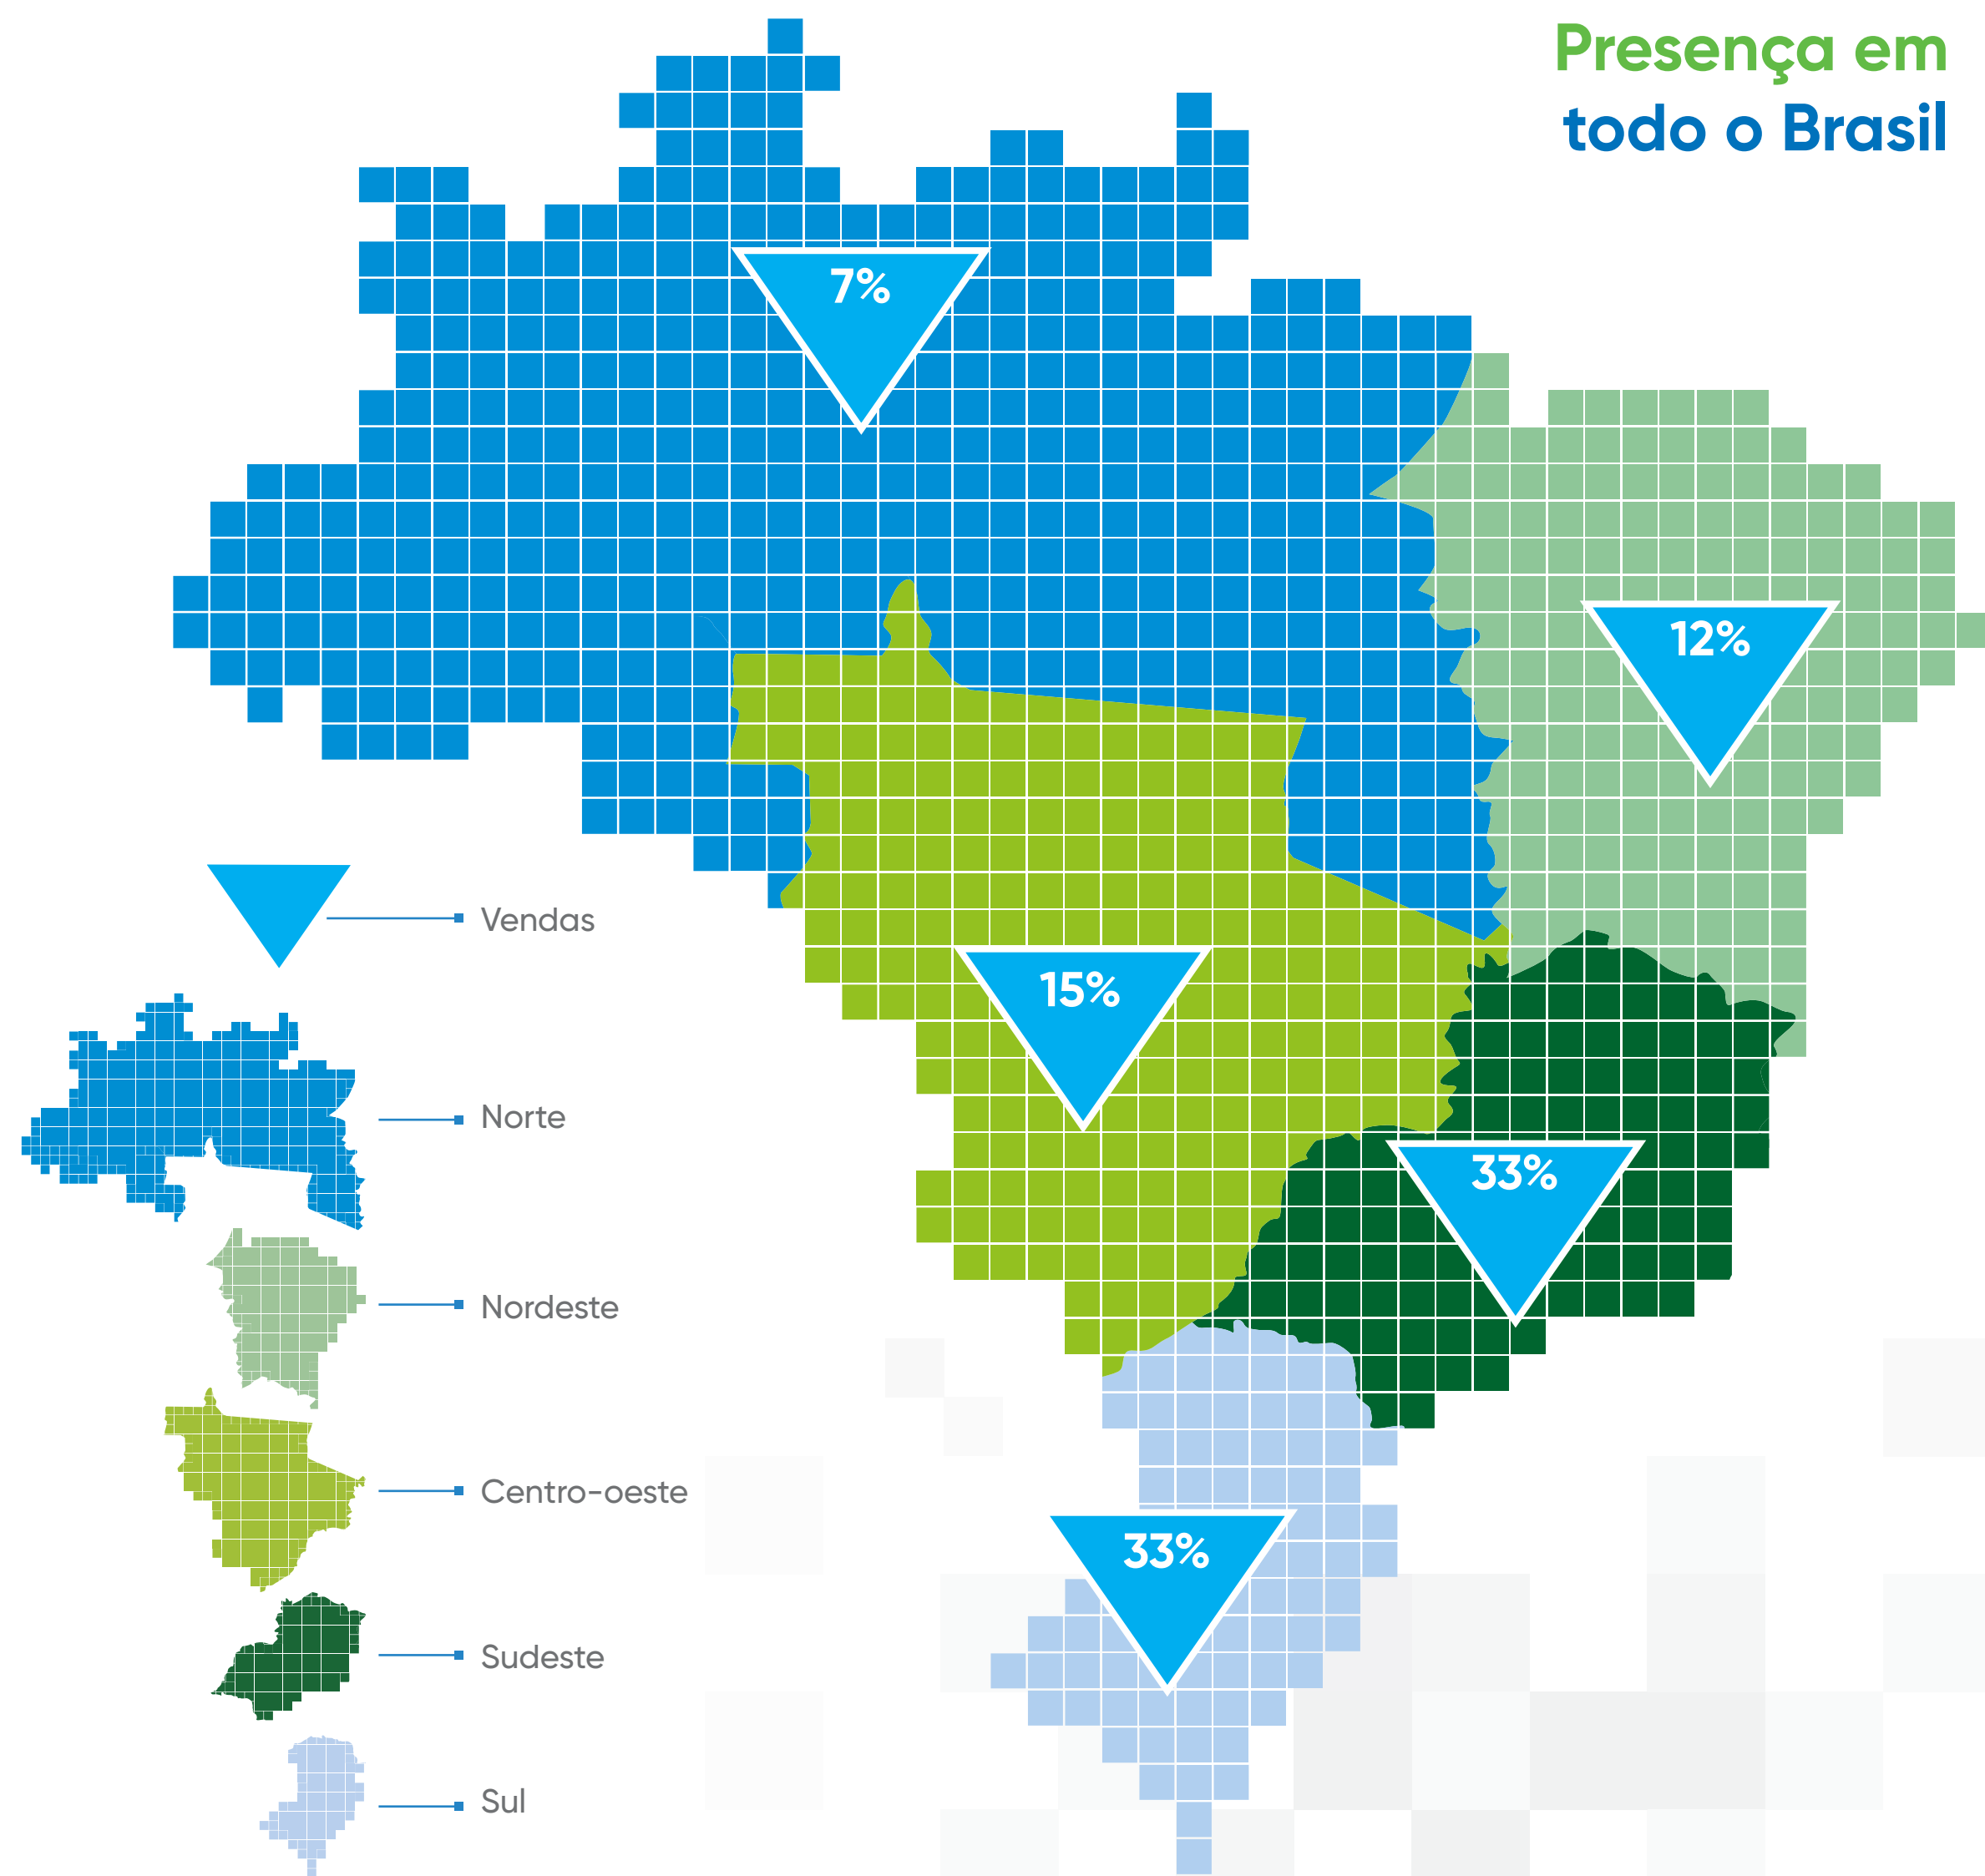 Presença em
todo o Brasil
7%
12%
15%
33%
33%
Vendas
Norte
Nordeste
Centro-oeste
Sudeste
Sul